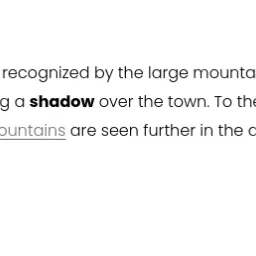 recognized by the large mounta
g a shadow over the town. To the
ountains are seen further in the d